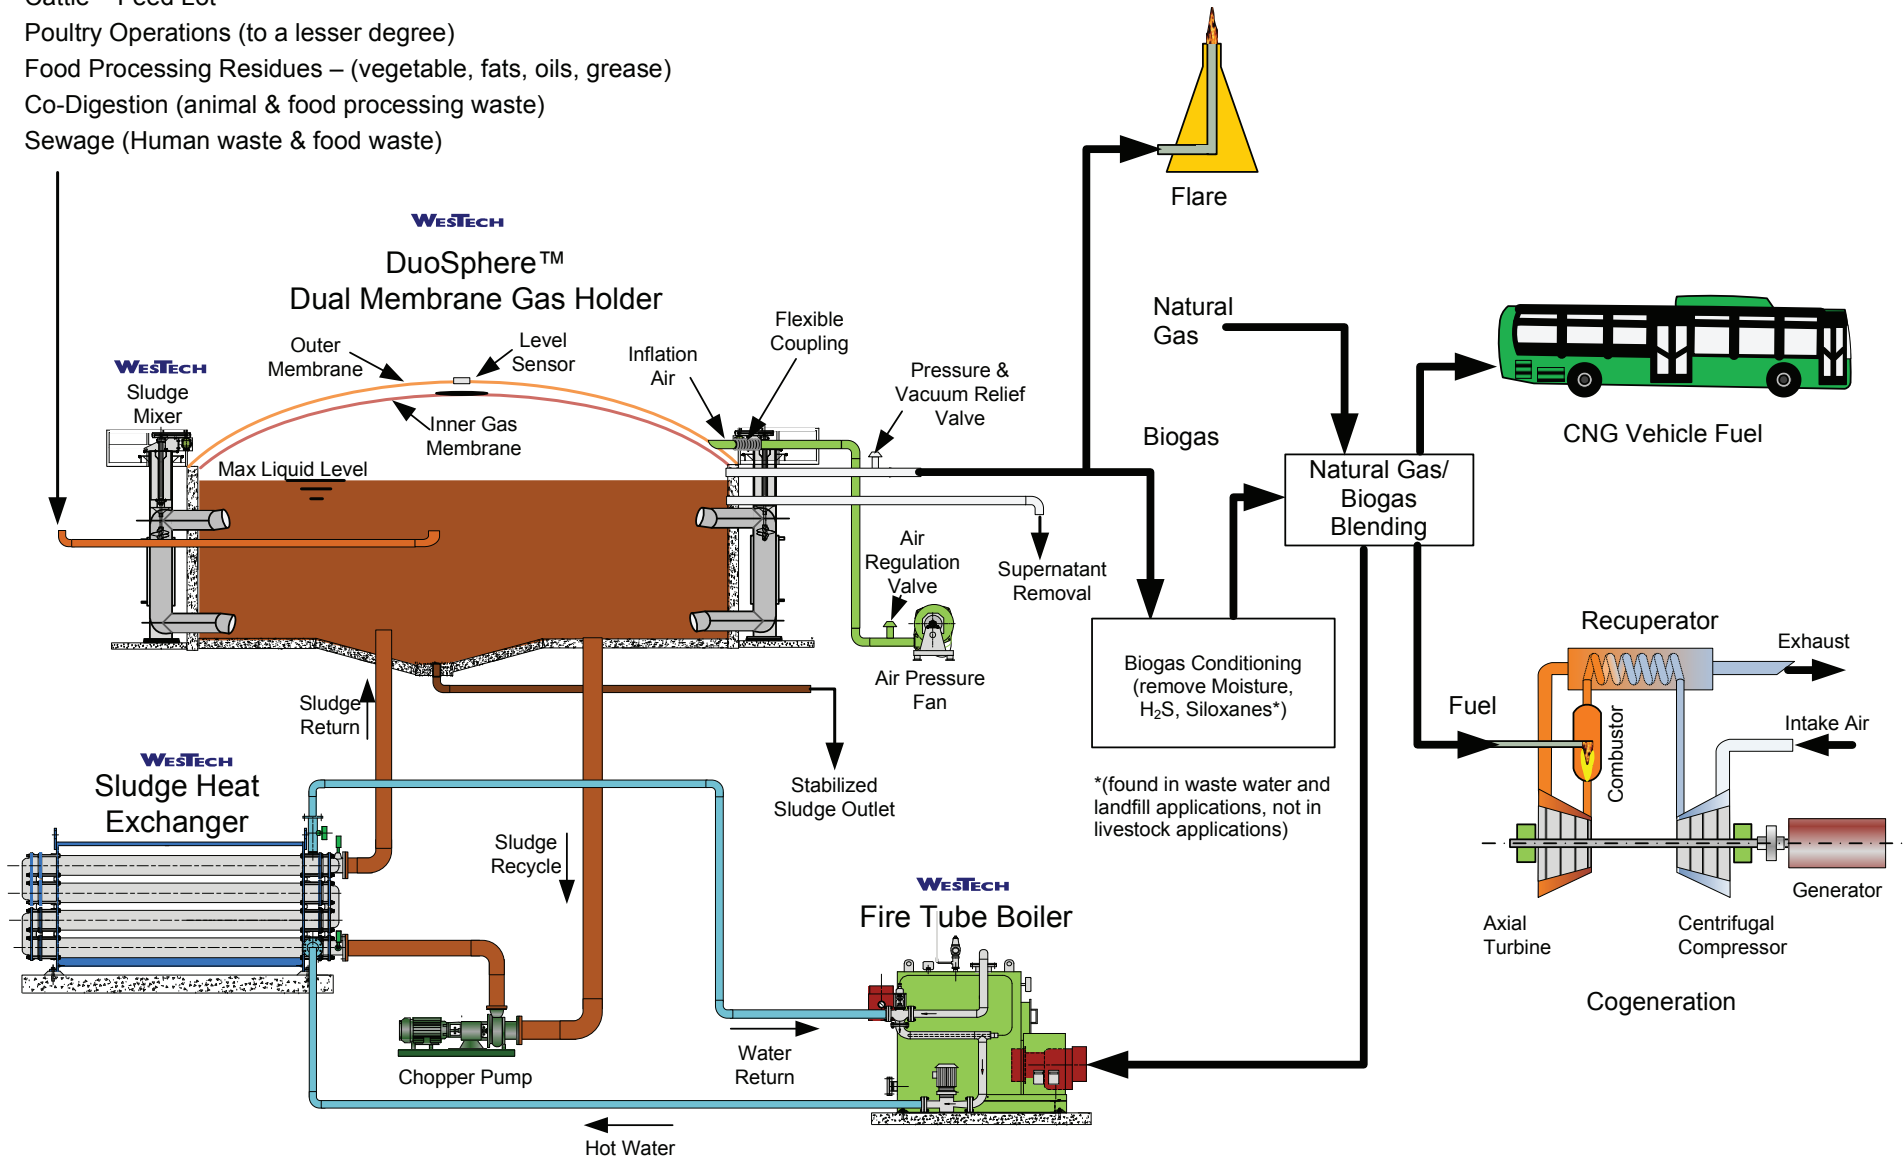 Cattle – Feed Lot
Poultry Operations (to a lesser degree)
Food Processing Residues – (vegetable, fats, oils, grease)
Co-Digestion (animal & food processing waste)
Sewage (Human waste & food waste)
Flare
WESTECH
DuoSphere™
Dual Membrane Gas Holder
Outer
Membrane
Level
Sensor
Inflation
Air
Flexible
Coupling
Pressure &
Vacuum Relief
Valve
WESTECH
Sludge
Mixer
Inner Gas
Membrane
Max Liquid Level
Natural
Gas
Biogas
Natural Gas/
Biogas
Blending
CNG Vehicle Fuel
Air
Regulation
Valve
Supernatant
Removal
Air Pressure
Fan
Biogas Conditioning
(remove Moisture,
H₂S, Siloxanes*)
*(found in waste water and
landfill applications, not in
livestock applications)
Recuperator
Exhaust
Fuel
Combustor
Intake Air
Generator
Axial
Turbine
Centrifugal
Compressor
Cogeneration
Sludge
Return
Stabilized
Sludge Outlet
WESTECH
Sludge Heat
Exchanger
Sludge
Recycle
Chopper Pump
WESTECH
Fire Tube Boiler
Water
Return
Hot Water